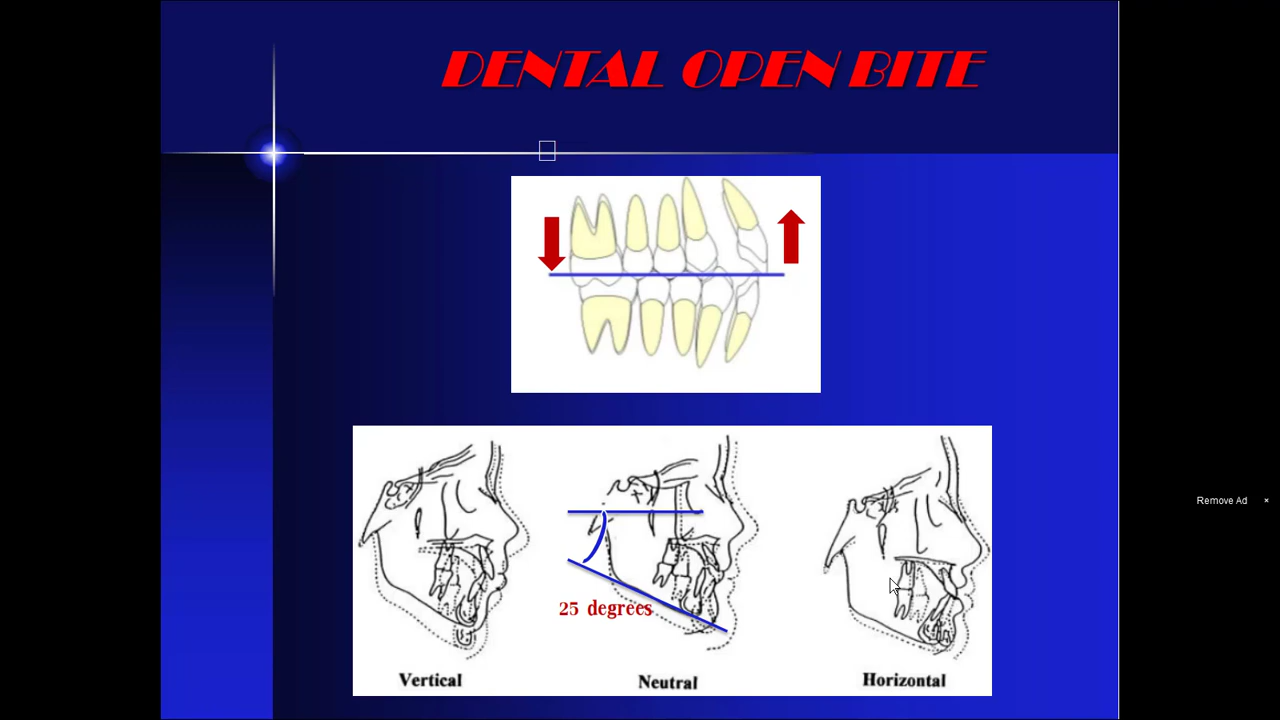 DENTAL OPEN BITE
Remove Ad ×
25 degrees
Vertical Neutral Horizontal